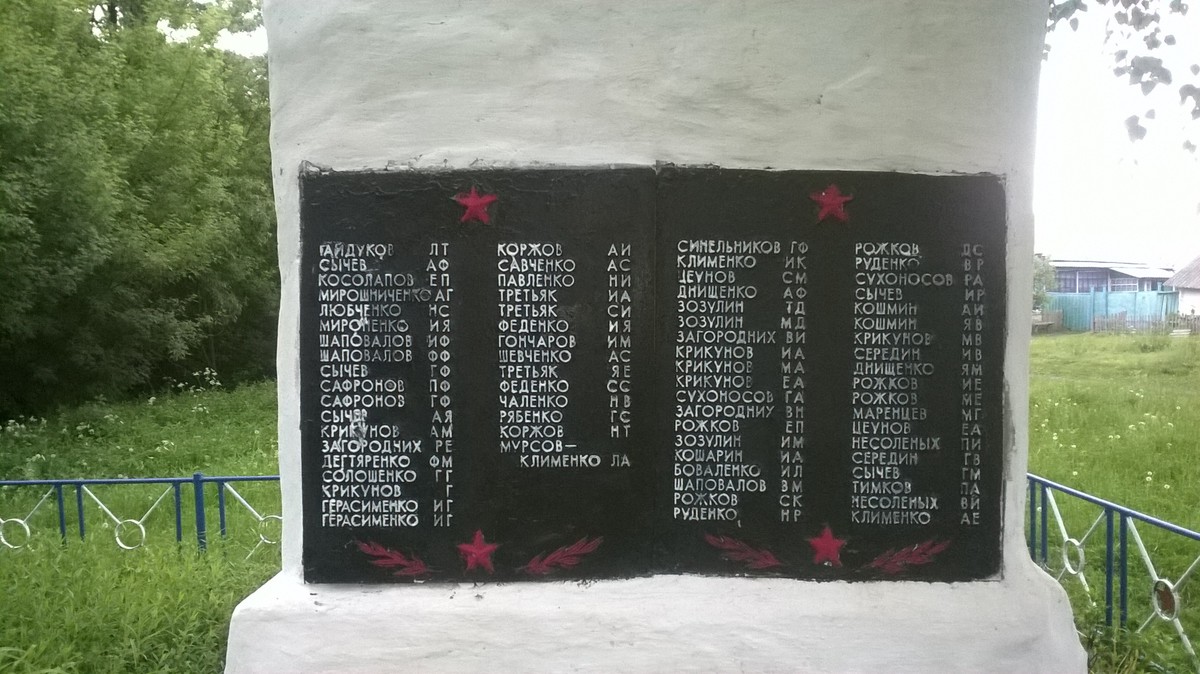 ГАЙДУКОВ ЛТ
СЫЧЕВ АФ
КОСОЛАПОВ ЕП
МИРОШНИЧЕНКО АГ
ЛЮБЧЕНКО НС
МИРОНЕНКО ИЯ
ШАПОВАЛОВ ИФ
ШАПОВАЛОВ ФФ
СЫЧЕВ ГФ
САФРОНОВ ПФ
САФРОНОВ ГФ
СЫЧЕВ АЯ
КРИКУНОВ АМ
ЗАГОРОДНИХ РЕ
ДЕГТЯРЕНКО ФМ
СОЛОШЕНКО ГГ
КРИКУНОВ Г
ГЕРАСИМЕНКО ИГ
ГЕРАСИМЕНКО ИГ
КОРЖОВ АИ
САВЧЕНКО АС
ПАВЛЕНКО НИ
ТРЕТЬЯК ИА
ТРЕТЬЯК СИ
ФЕДЕНКО ИЯ
ГОНЧАРОВ ИМ
ШЕВЧЕНКО АС
ТРЕТЬЯК ЯЕ
ФЕДЕНКО СС
ЧАЛЕНКО НВ
РЯБЕНКО ГС
КОРЖОВ НТ
МУРСОВ–
КЛИМЕНКО ЛА
СИНЕЛЬНИКОВ ГФ
КЛИМЕНКО ИК
ЦЕУНОВ СМ
ДНИЩЕНКО АФ
ЗОЗУЛИН ТД
ЗОЗУЛИН МД
ЗАГОРОДНИХ ВИ
КРИКУНОВ ИА
КРИКУНОВ МА
КРИКУНОВ ЕА
СУХОНОСОВ ГА
ЗАГОРОДНИХ ВН
РОЖКОВ ЕП
ЗОЗУЛИН ИМ
КОШАРИН ИА
БОВАЛЕНКО ИЛ
ШАПОВАЛОВ ВМ
РОЖКОВ СК
РУДЕНКО НР
РОЖКОВ ДС
РУДЕНКО ВР
СУХОНОСОВ РА
СЫЧЕВ ИР
КОШМИН АИ
КОШМИН ЯВ
КРИКУНОВ МВ
СЕРЕДИН ИВ
ДНИЩЕНКО ЯМ
РОЖКОВ ИЕ
РОЖКОВ МЕ
МАРЕНЦЕВ МГ
ЦЕУНОВ ЕА
НЕСОЛЕНЫХ ПИ
СЕРЕДИН ГВ
СЫЧЕВ ГМ
ТИМКОВ ПА
НЕСОЛЕНЫХ ВИ
КЛИМЕНКО АЕ